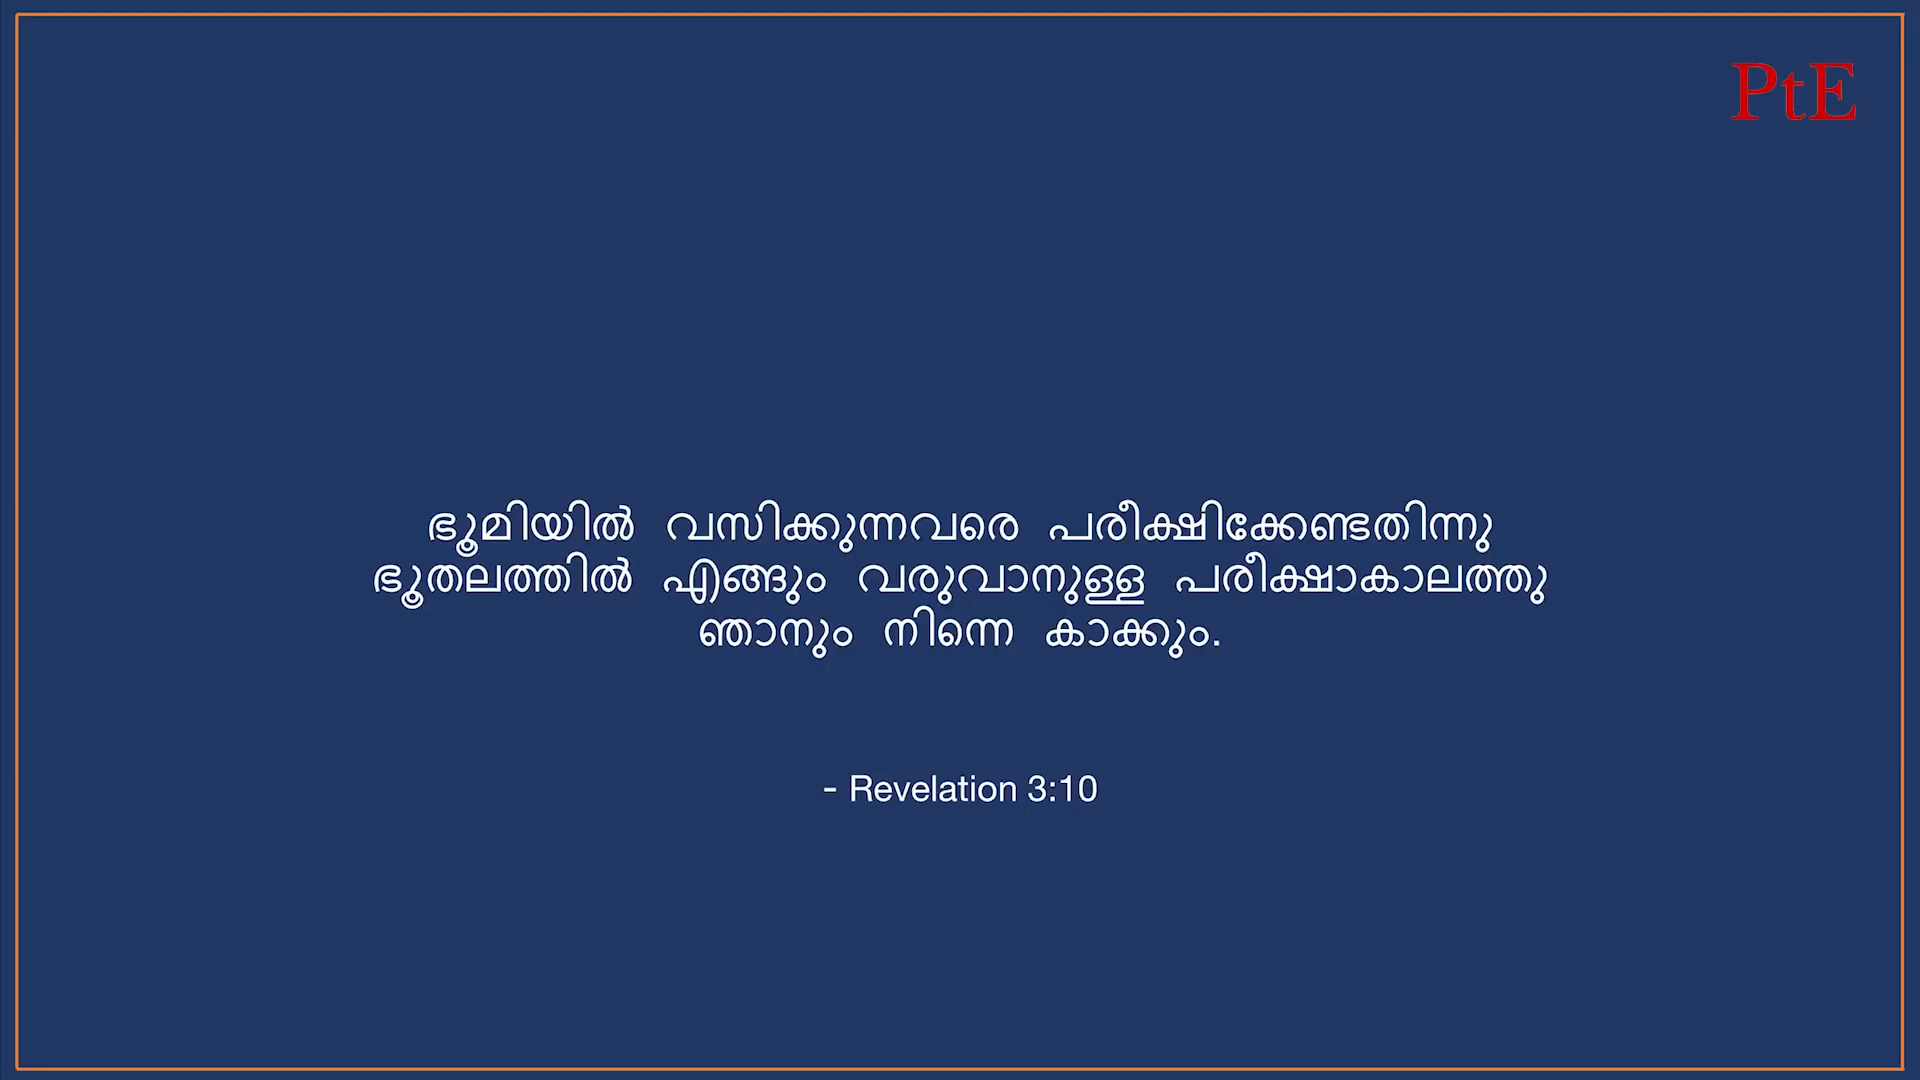 PtE
ഭൂമിയിൽ വസിക്കുന്നവരെ പരീക്ഷിക്കേണ്ടതിന്നു
ഭൂതലത്തിൽ എങ്ങും വരുവാനുള്ള പരീക്ഷാകാലത്തു
ഞാനും നിന്നെ കാക്കും.
- Revelation 3:10